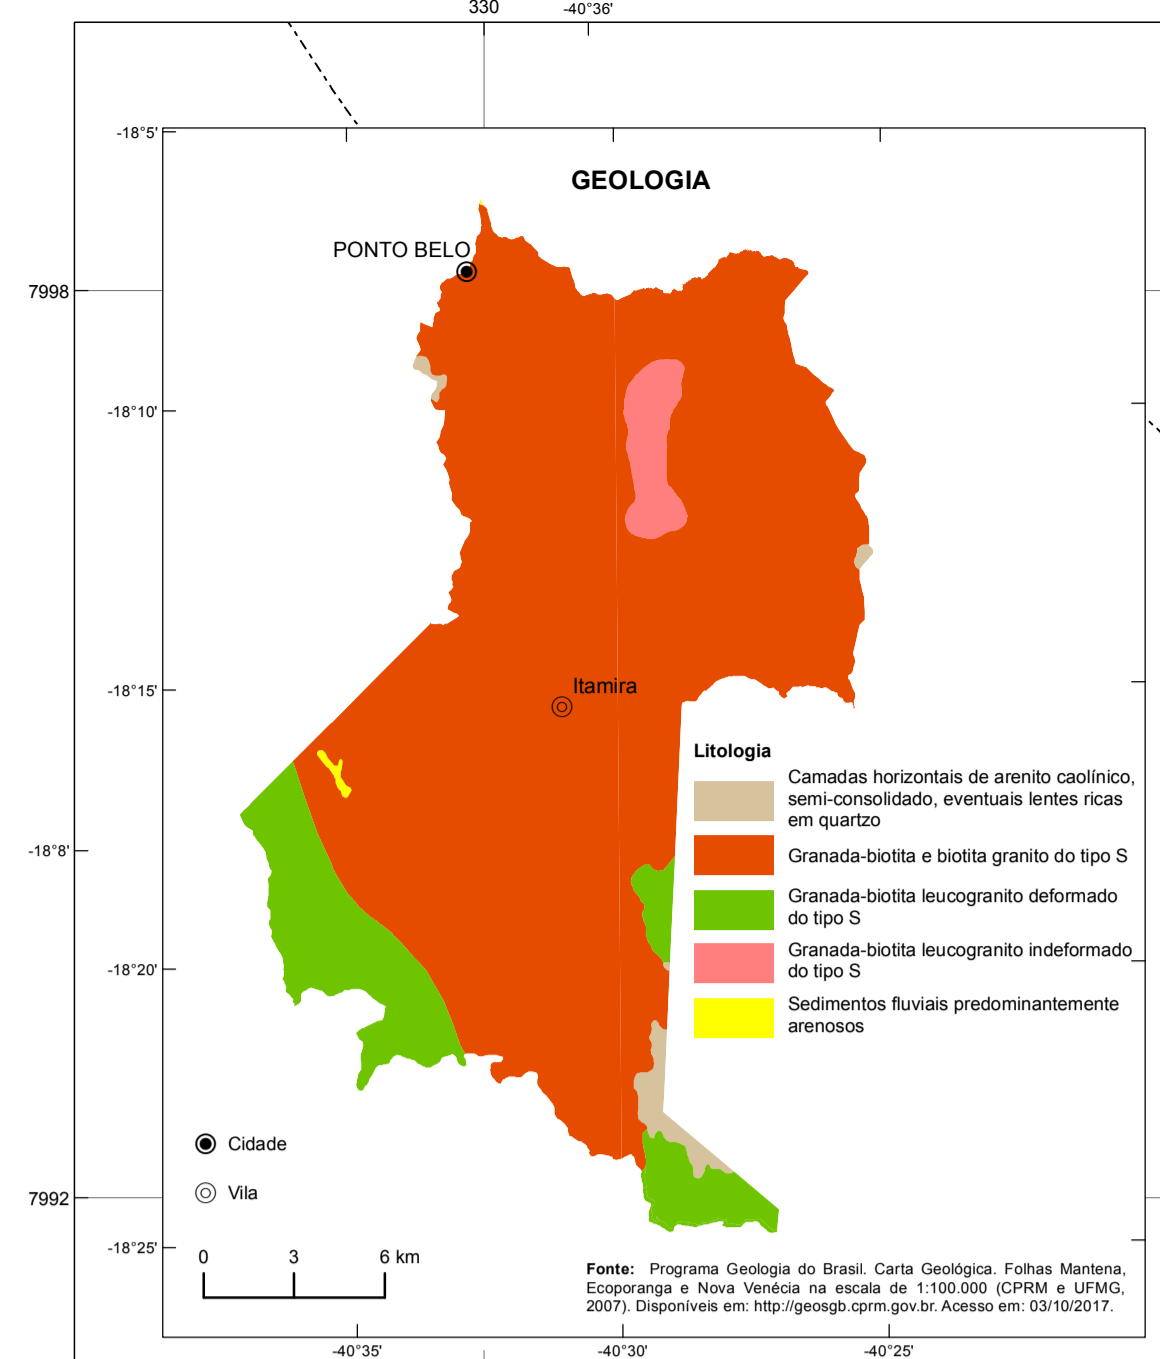 330
-40°36'
-18°5'
GEOLOGIA
PONTO BELO
7998
-18°10'
-18°15'
Itamira
Litologia
Camadas horizontais de arenito caolínico,
semi-consolidado, eventuais lentes ricas
em quartzo
Granada-biotita e biotita granito do tipo S
-18°8'
Granada-biotita leucogranito deformado
do tipo S
Granada-biotita leucogranito indeformado
do tipo S
-18°20'
Sedimentos fluviais predominantemente
arenosos
Cidade
Vila
7992
-18°25'
0 3 6 km
Fonte: Programa Geologia do Brasil. Carta Geológica. Folhas Mantena,
Ecoporanga e Nova Venécia na escala de 1:100.000 (CPRM e UFMG,
2007). Disponíveis em: http://geosgb.cprm.gov.br. Acesso em: 03/10/2017.
-40°35'
-40°30'
-40°25'